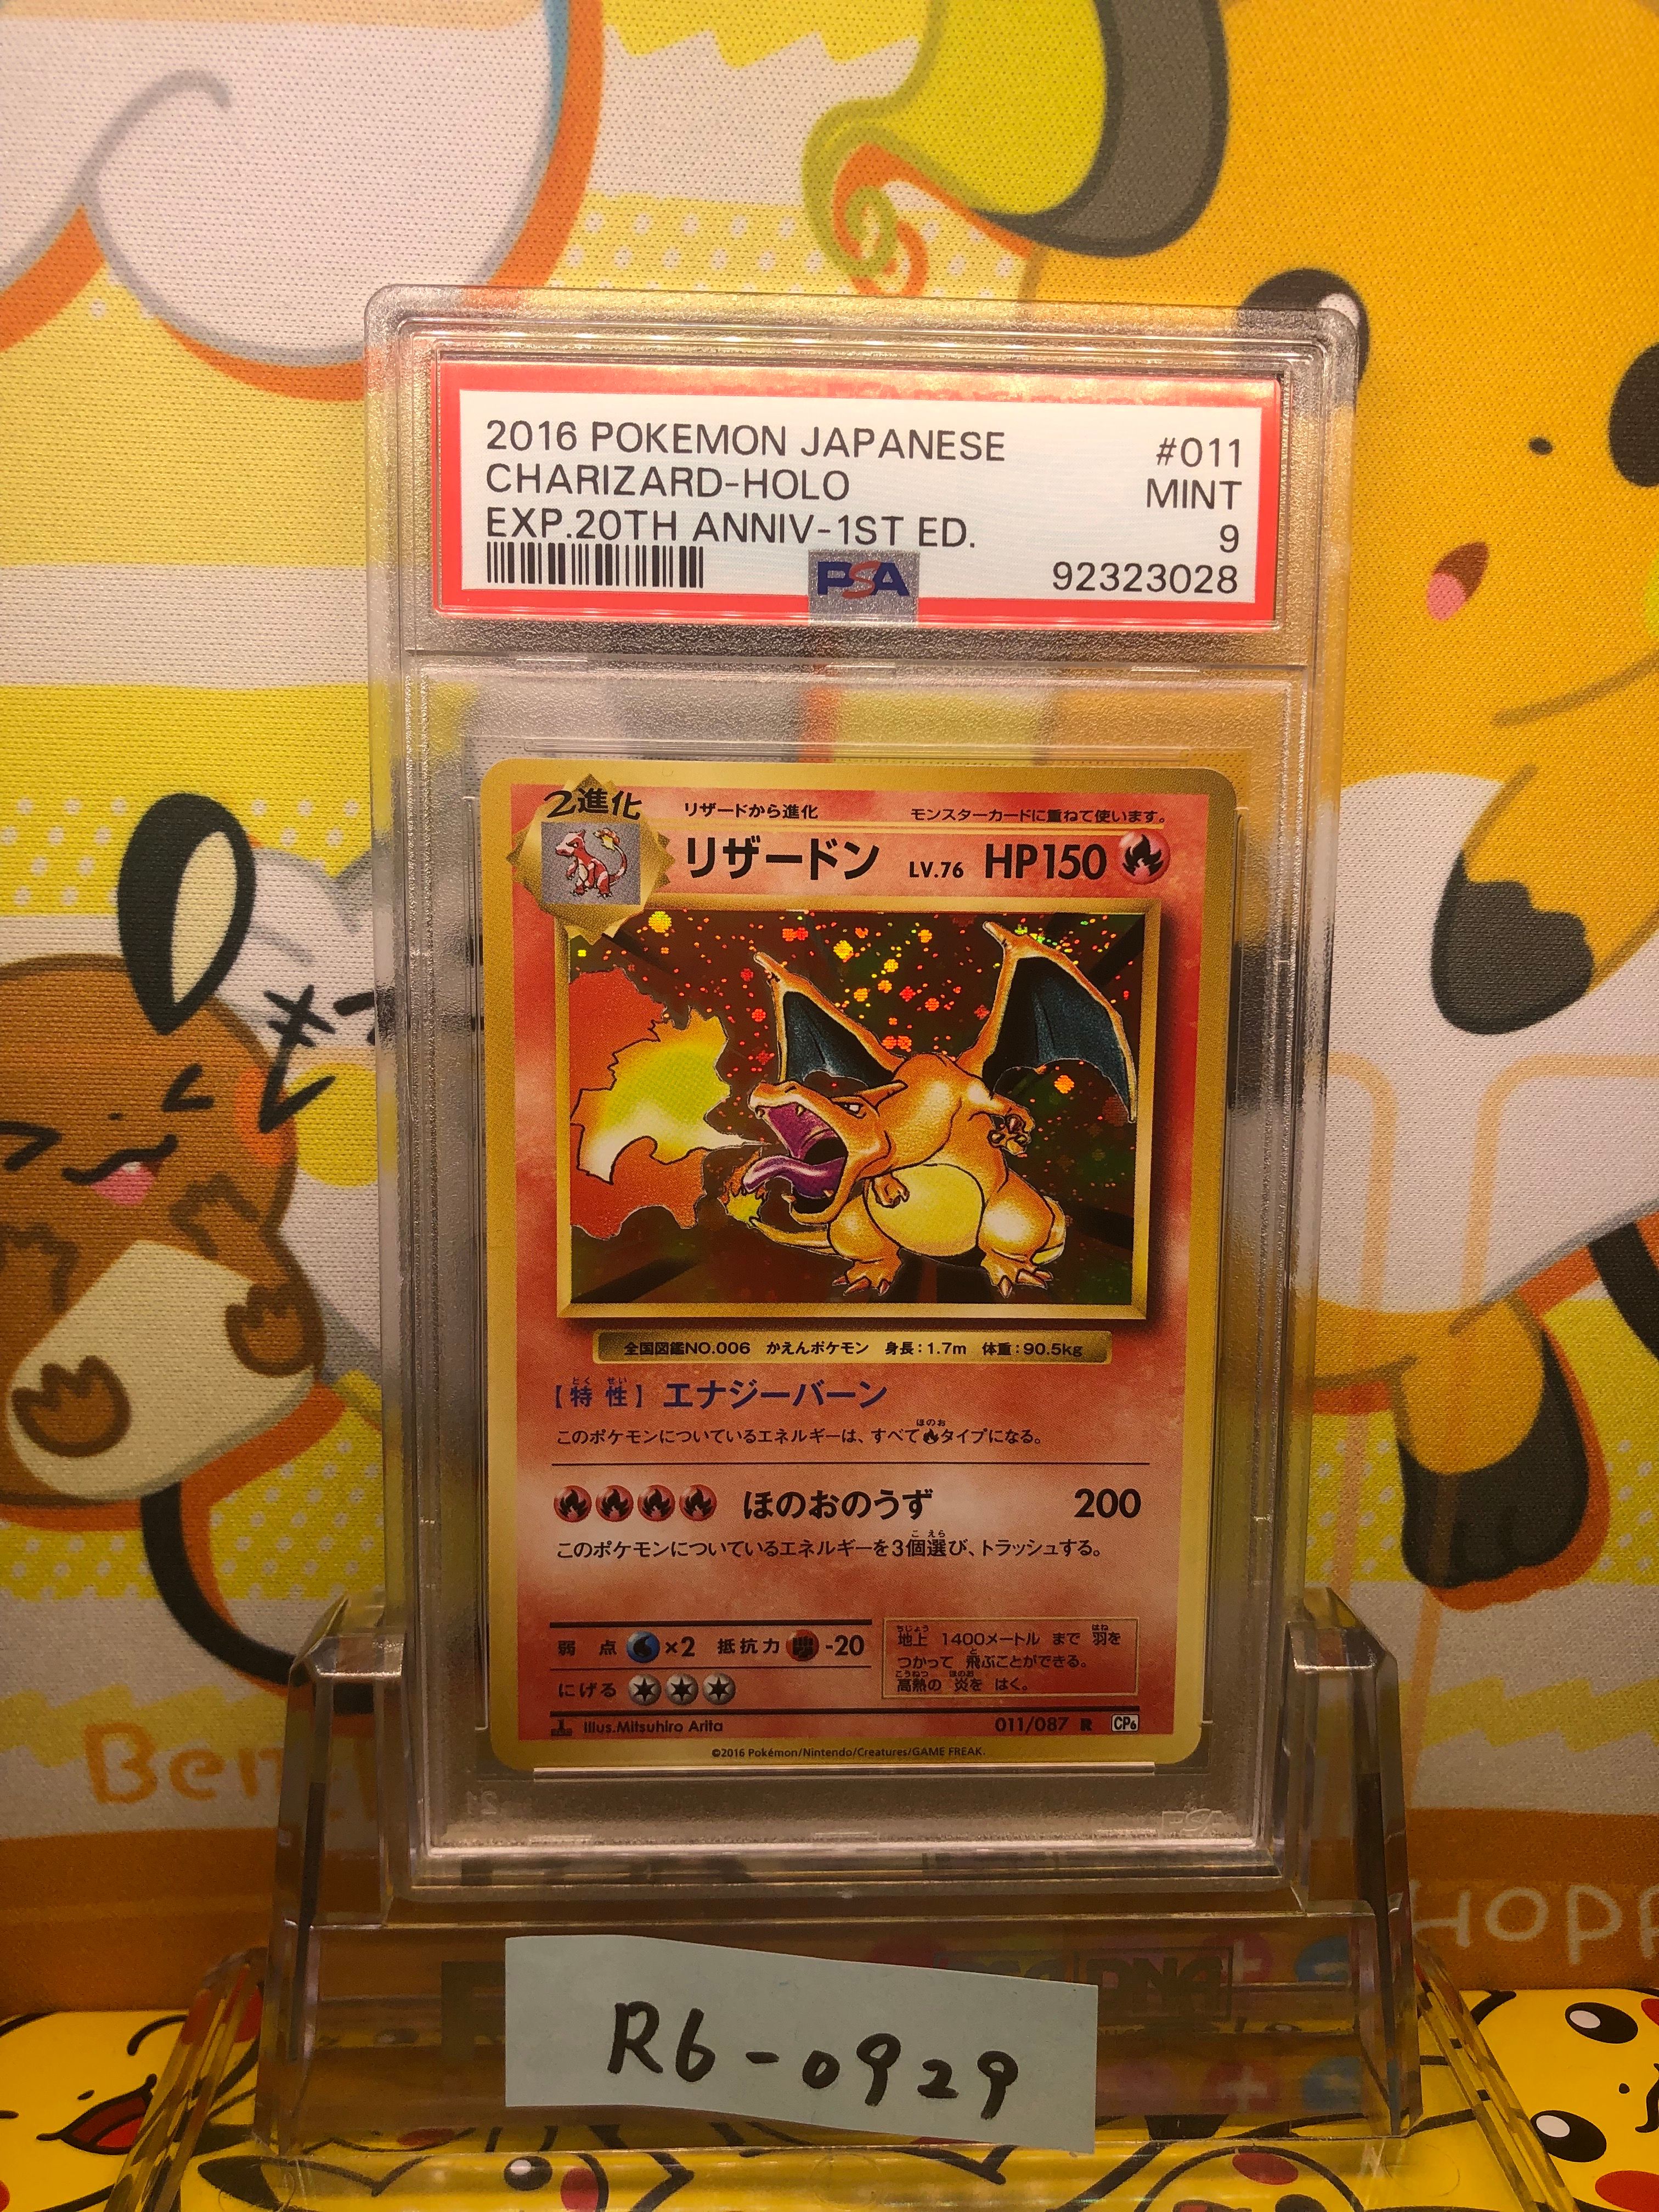 2016 POKEMON JAPANESE #011
CHARIZARD-HOLO MINT
EXP.20TH ANNIV-1ST ED. 9
PSA 92323028
2進化 リザードから進化 モンスターカードに重ねて使います。
リザードン LV.76 HP150
全国図鑑NO.006 かえんポケモン 身長:1.7m 体重:90.5kg
【特性】エナジーバーン
このポケモンについているエネルギーは、すべてタイプになる。
ほのおのうず 200
このポケモンについているエネルギーを3個選び、トラッシュする。
弱点 ×2 抵抗力 -20
にげる
地上 1400メートル まで 羽を
つかって 飛ぶことができる。
高熱の 炎を はく。
Illus.Mitsuhiro Arita 011/087 R CP6
©2016 Pokémon/Nintendo/Creatures/GAME FREAK.
PSA
R6-0929